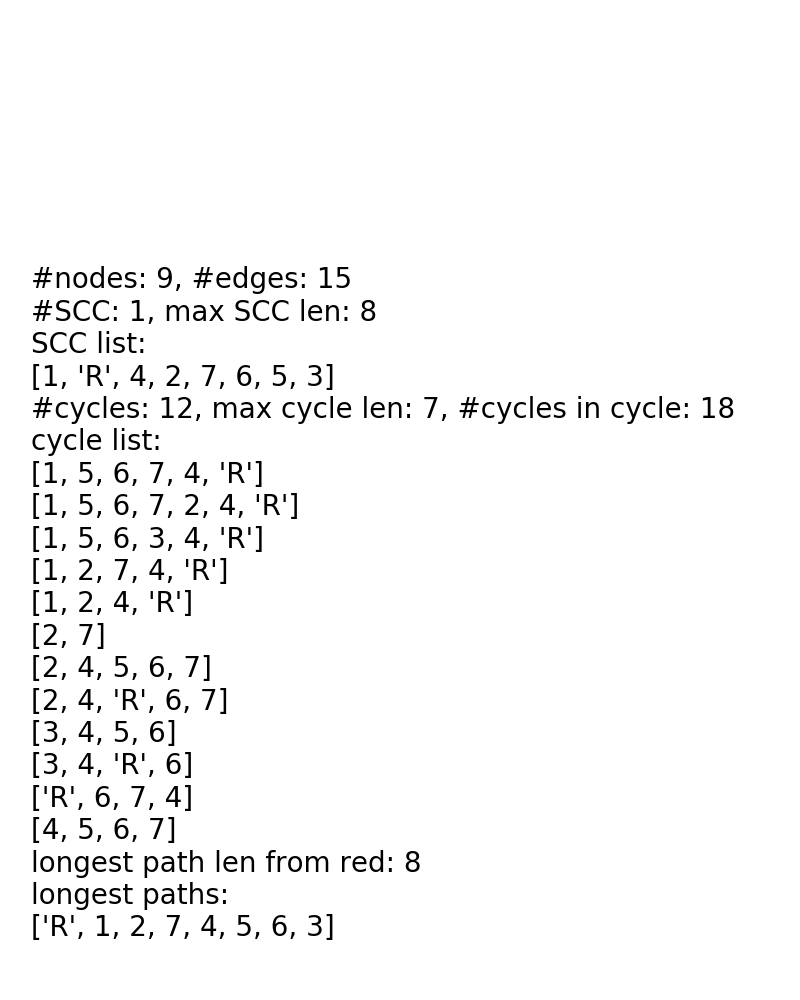 #nodes: 9, #edges: 15
#SCC: 1, max SCC len: 8
SCC list:
[1, 'R', 4, 2, 7, 6, 5, 3]
#cycles: 12, max cycle len: 7, #cycles in cycle: 18
cycle list:
[1, 5, 6, 7, 4, 'R']
[1, 5, 6, 7, 2, 4, 'R']
[1, 5, 6, 3, 4, 'R']
[1, 2, 7, 4, 'R']
[1, 2, 4, 'R']
[2, 7]
[2, 4, 5, 6, 7]
[2, 4, 'R', 6, 7]
[3, 4, 5, 6]
[3, 4, 'R', 6]
['R', 6, 7, 4]
[4, 5, 6, 7]
longest path len from red: 8
longest paths:
['R', 1, 2, 7, 4, 5, 6, 3]